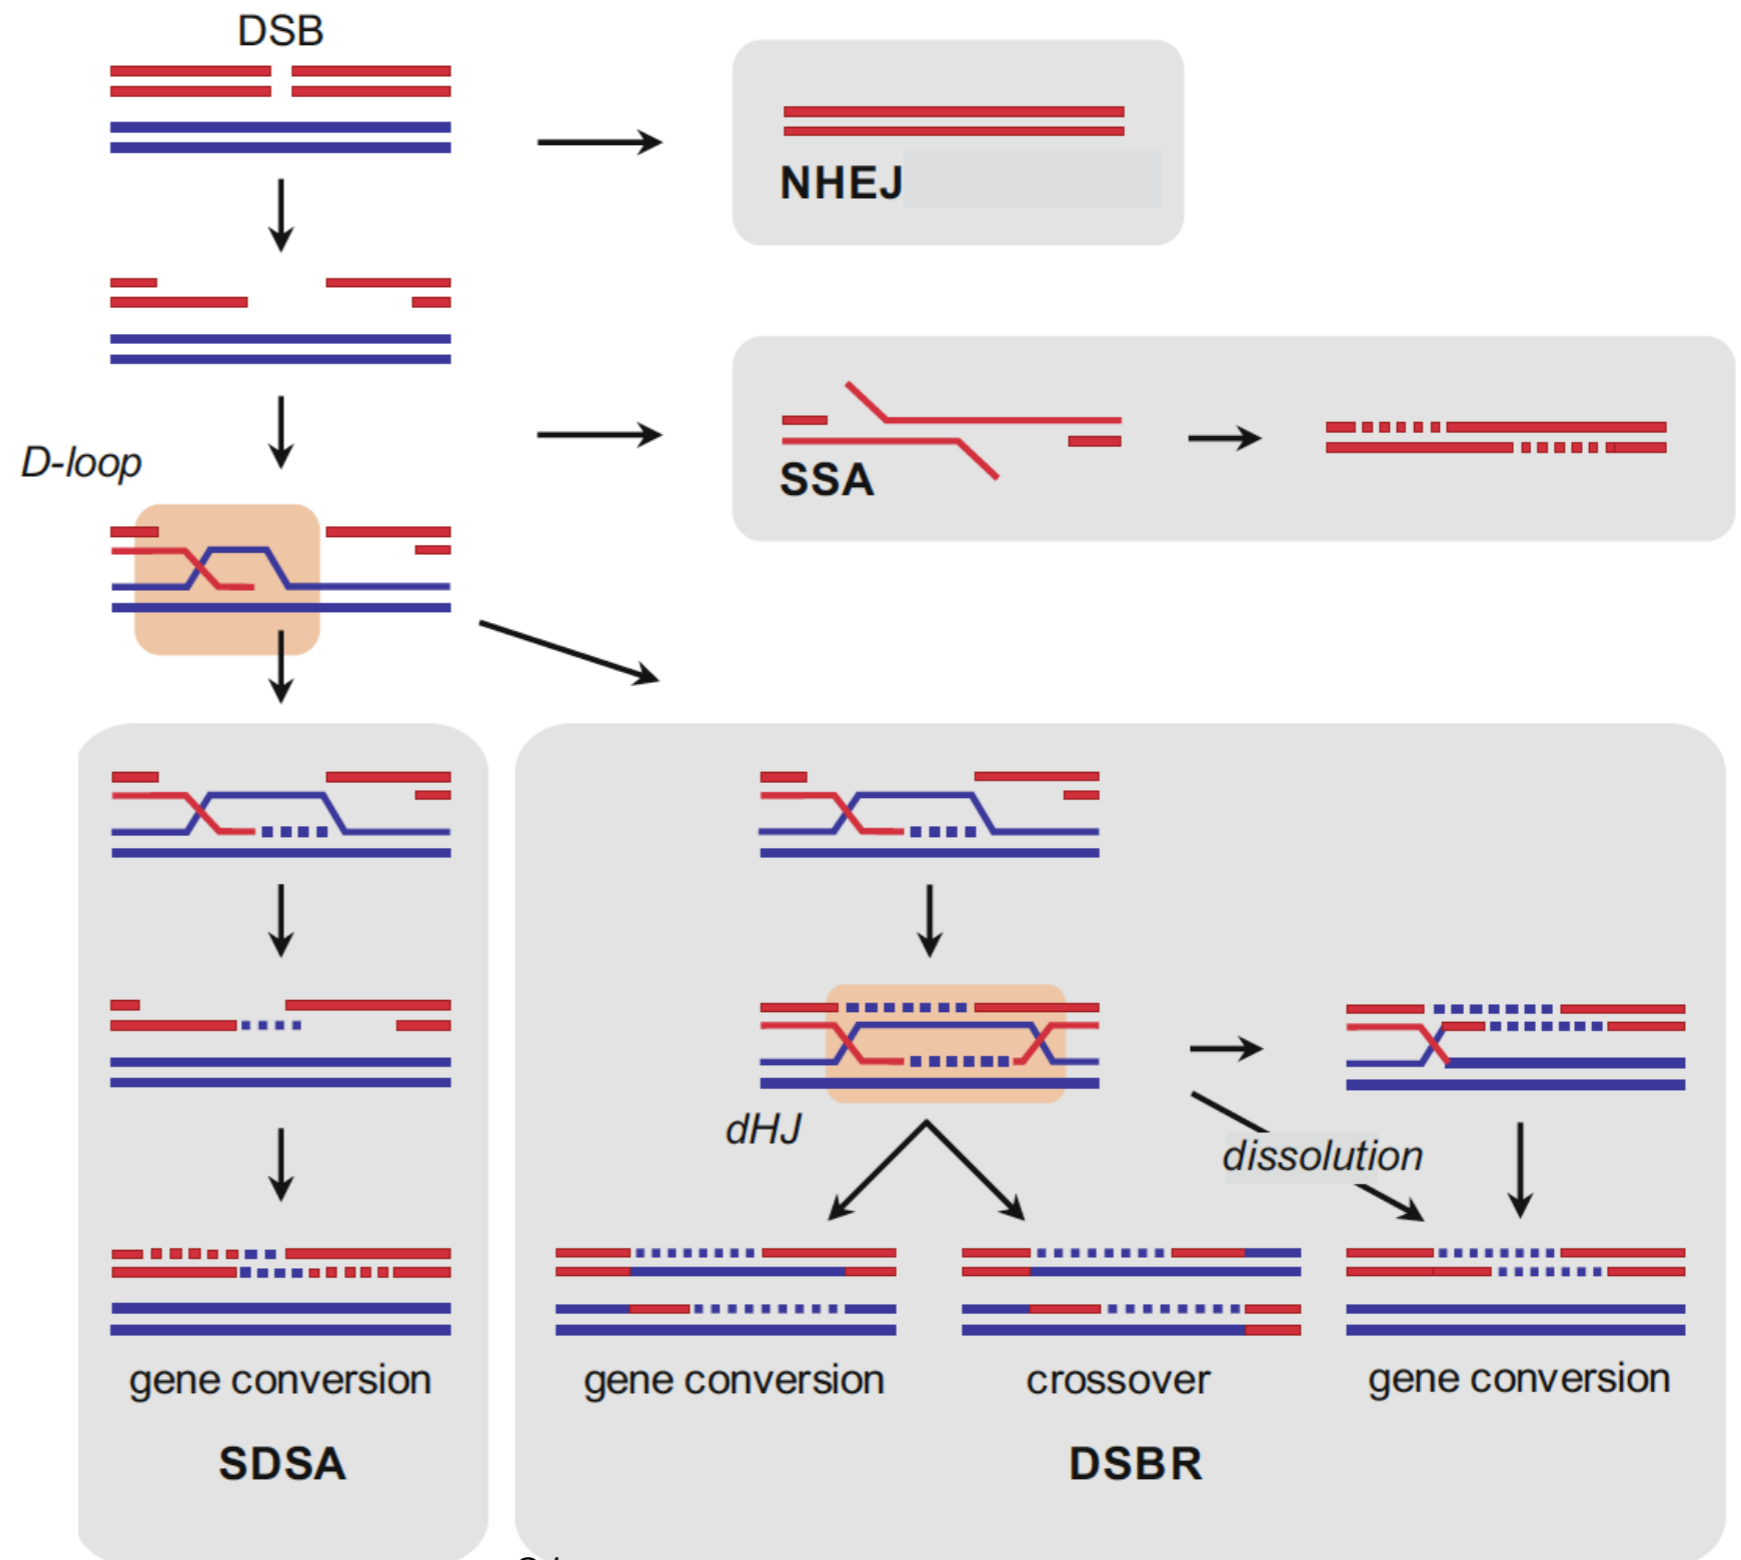 DSB
NHEJ
D-loop
SSA
dHJ
dissolution
gene conversion
gene conversion
crossover
gene conversion
SDSA
DSBR